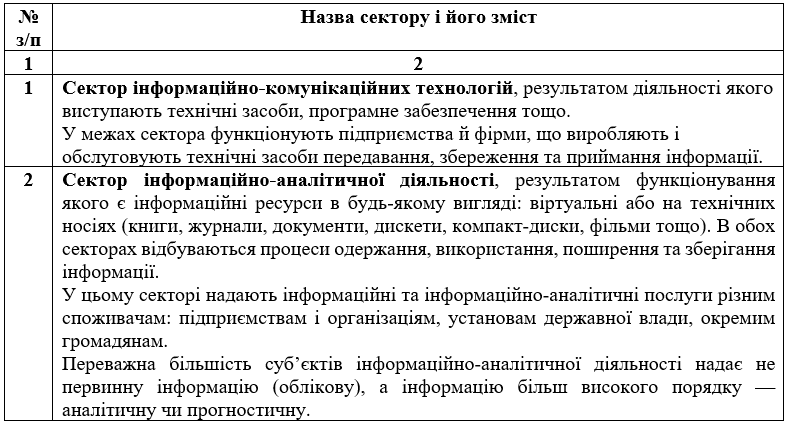 №
з/п
Назва сектору і його зміст
1
2
1
Сектор інформаційно-комунікаційних технологій, результатом діяльності якого
виступають технічні засоби, програмне забезпечення тощо.
У межах сектора функціонують підприємства й фірми, що виробляють і
обслуговують технічні засоби передавання, збереження та приймання інформації.
2
Сектор інформаційно-аналітичної діяльності, результатом функціонування
якого є інформаційні ресурси в будь-якому вигляді: віртуальні або на технічних
носіях (книги, журнали, документи, дискети, компакт-диски, фільми тощо). В обох
секторах відбуваються процеси одержання, використання, поширення та зберігання
інформації.
У цьому секторі надають інформаційні та інформаційно-аналітичні послуги різним
споживачам: підприємствам і організаціям, установам державної влади, окремим
громадянам.
Переважна більшість суб’єктів інформаційно-аналітичної діяльності надає не
первинну інформацію (облікову), а інформацію більш високого порядку —
аналітичну чи прогностичну.